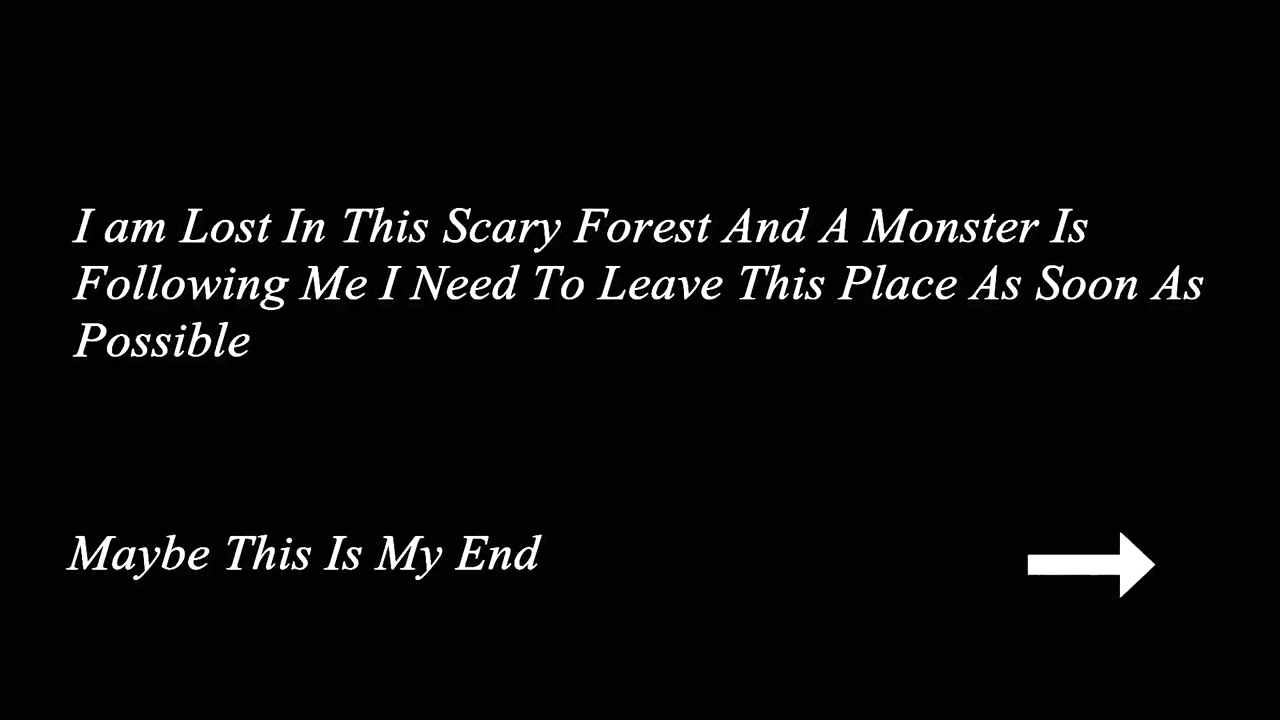 I am Lost In This Scary Forest And A Monster Is
Following Me I Need To Leave This Place As Soon As
Possible
Maybe This Is My End